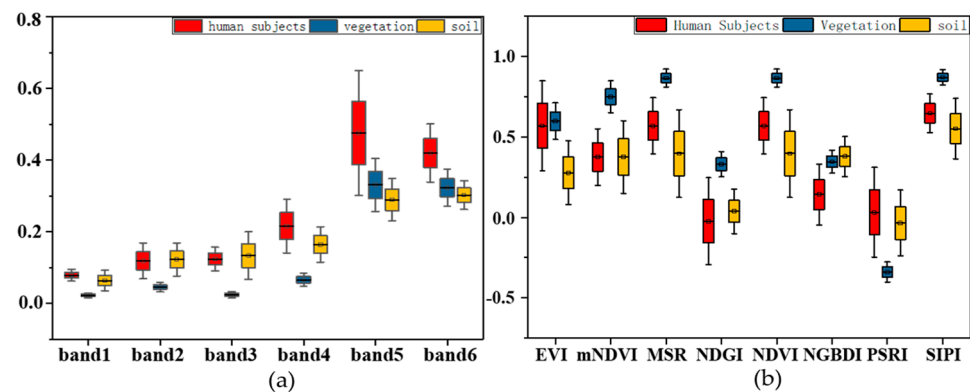 0.8
0.6
0.4
0.2
0.0
human subjects vegetation soil
band1 band2 band3 band4 band5 band6
(a)
1.0
0.5
0.0
-0.5
Human Subjects Vegetation soil
EVI mNDVI MSR NDGI NDVI NGBDI PSRI SIPI
(b)